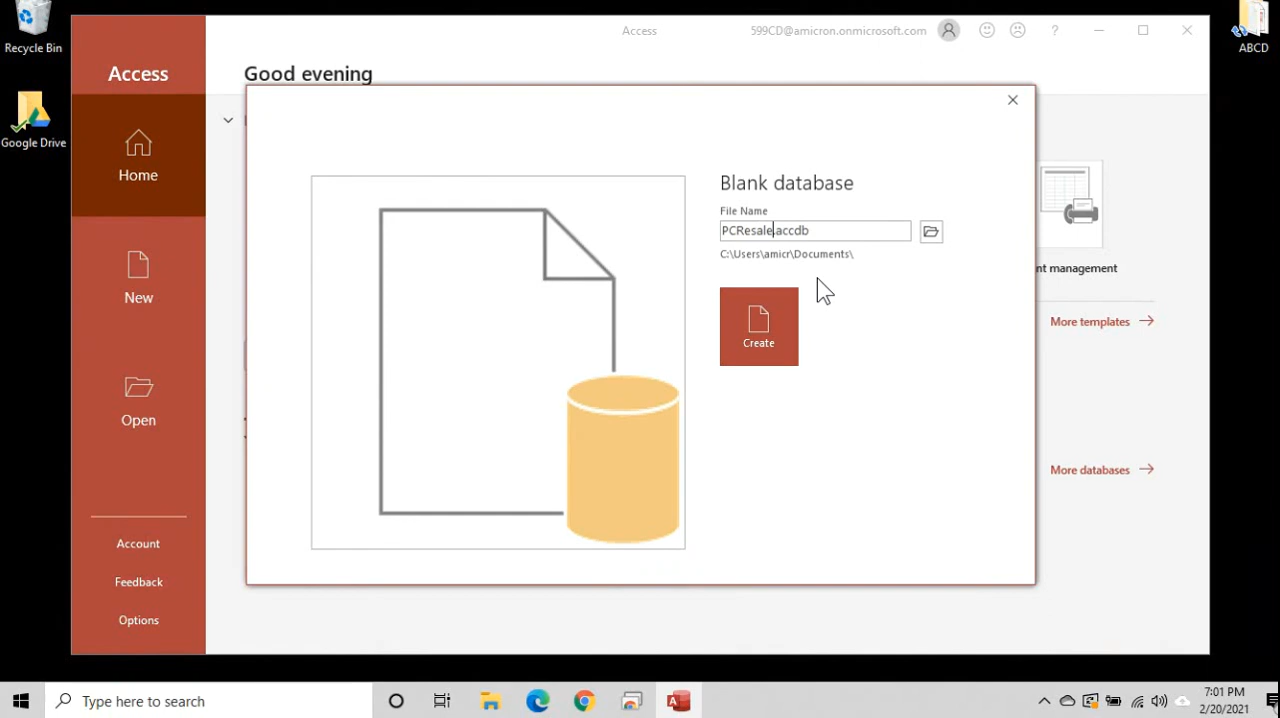 Recycle Bin
Google Drive
ABCD
Access
599CD@amicron.onmicrosoft.com
?
Access
Good evening
Home
New
Open
Account
Feedback
Options
Blank database
File Name
PCResale.accdb
C:\Users\amicr\Documents\
Create
nt management
More templates
More databases
Type here to search
7:01 PM
2/20/2021